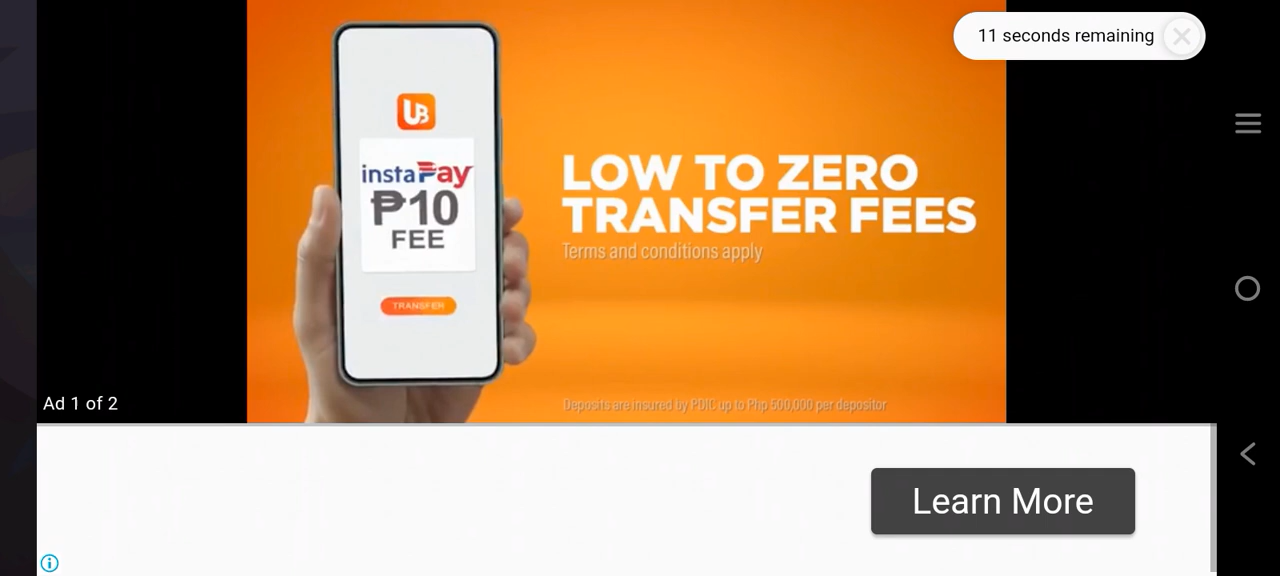 11 seconds remaining
UB
instaPay
₱10
FEE
TRANSFER
LOW TO ZERO
TRANSFER FEES
Terms and conditions apply
Deposits are insured by PDIC up to Php 500,000 per depositor
Ad 1 of 2
Learn More